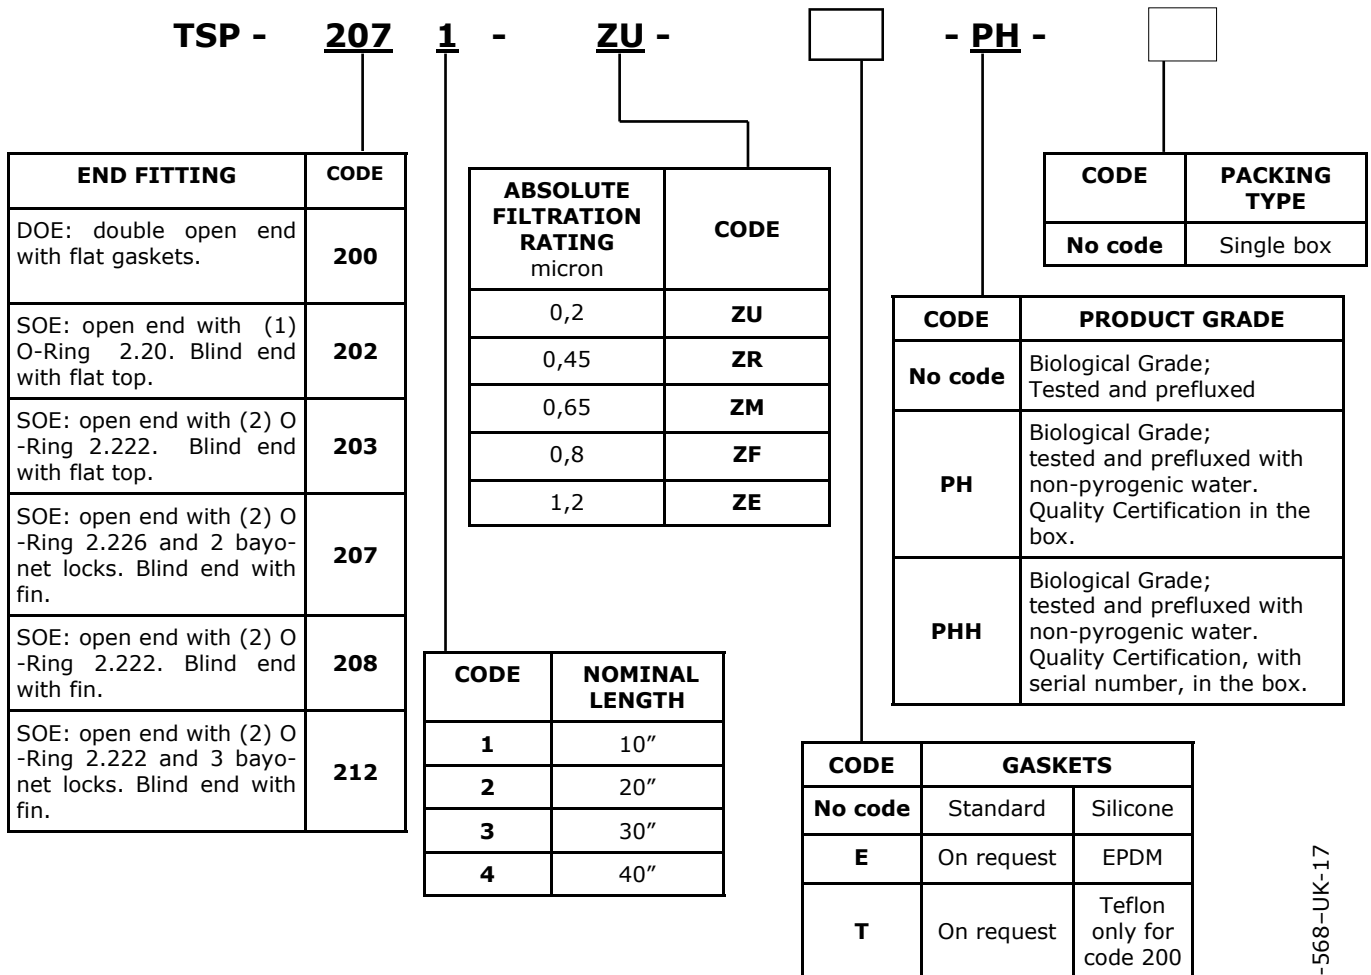 TSP - 207 1 - ZU - - PH -
END FITTING CODE
DOE: double open end
with flat gaskets.
200
SOE: open end with (1)
O-Ring 2.20. Blind end
with flat top.
202
SOE: open end with (2) O
-Ring 2.222. Blind end
with flat top.
203
SOE: open end with (2) O
-Ring 2.226 and 2 bayo-
net locks. Blind end with
fin.
207
SOE: open end with (2) O
-Ring 2.222. Blind end
with fin.
208
SOE: open end with (2) O
-Ring 2.222 and 3 bayo-
net locks. Blind end with
fin.
212
ABSOLUTE
FILTRATION
RATING
micron
CODE
0,2 ZU
0,45 ZR
0,65 ZM
0,8 ZF
1,2 ZE
CODE NOMINAL
LENGTH
1 10″
2 20″
3 30″
4 40″
CODE PACKING
TYPE
No code Single box
CODE PRODUCT GRADE
No code
Biological Grade;
Tested and prefluxed
PH
Biological Grade;
tested and prefluxed with
non-pyrogenic water.
Quality Certification in the
box.
PHH
Biological Grade;
tested and prefluxed with
non-pyrogenic water.
Quality Certification, with
serial number, in the box.
CODE GASKETS
No code Standard Silicone
E On request EPDM
T On request
Teflon
only for
code 200
-568–UK-17